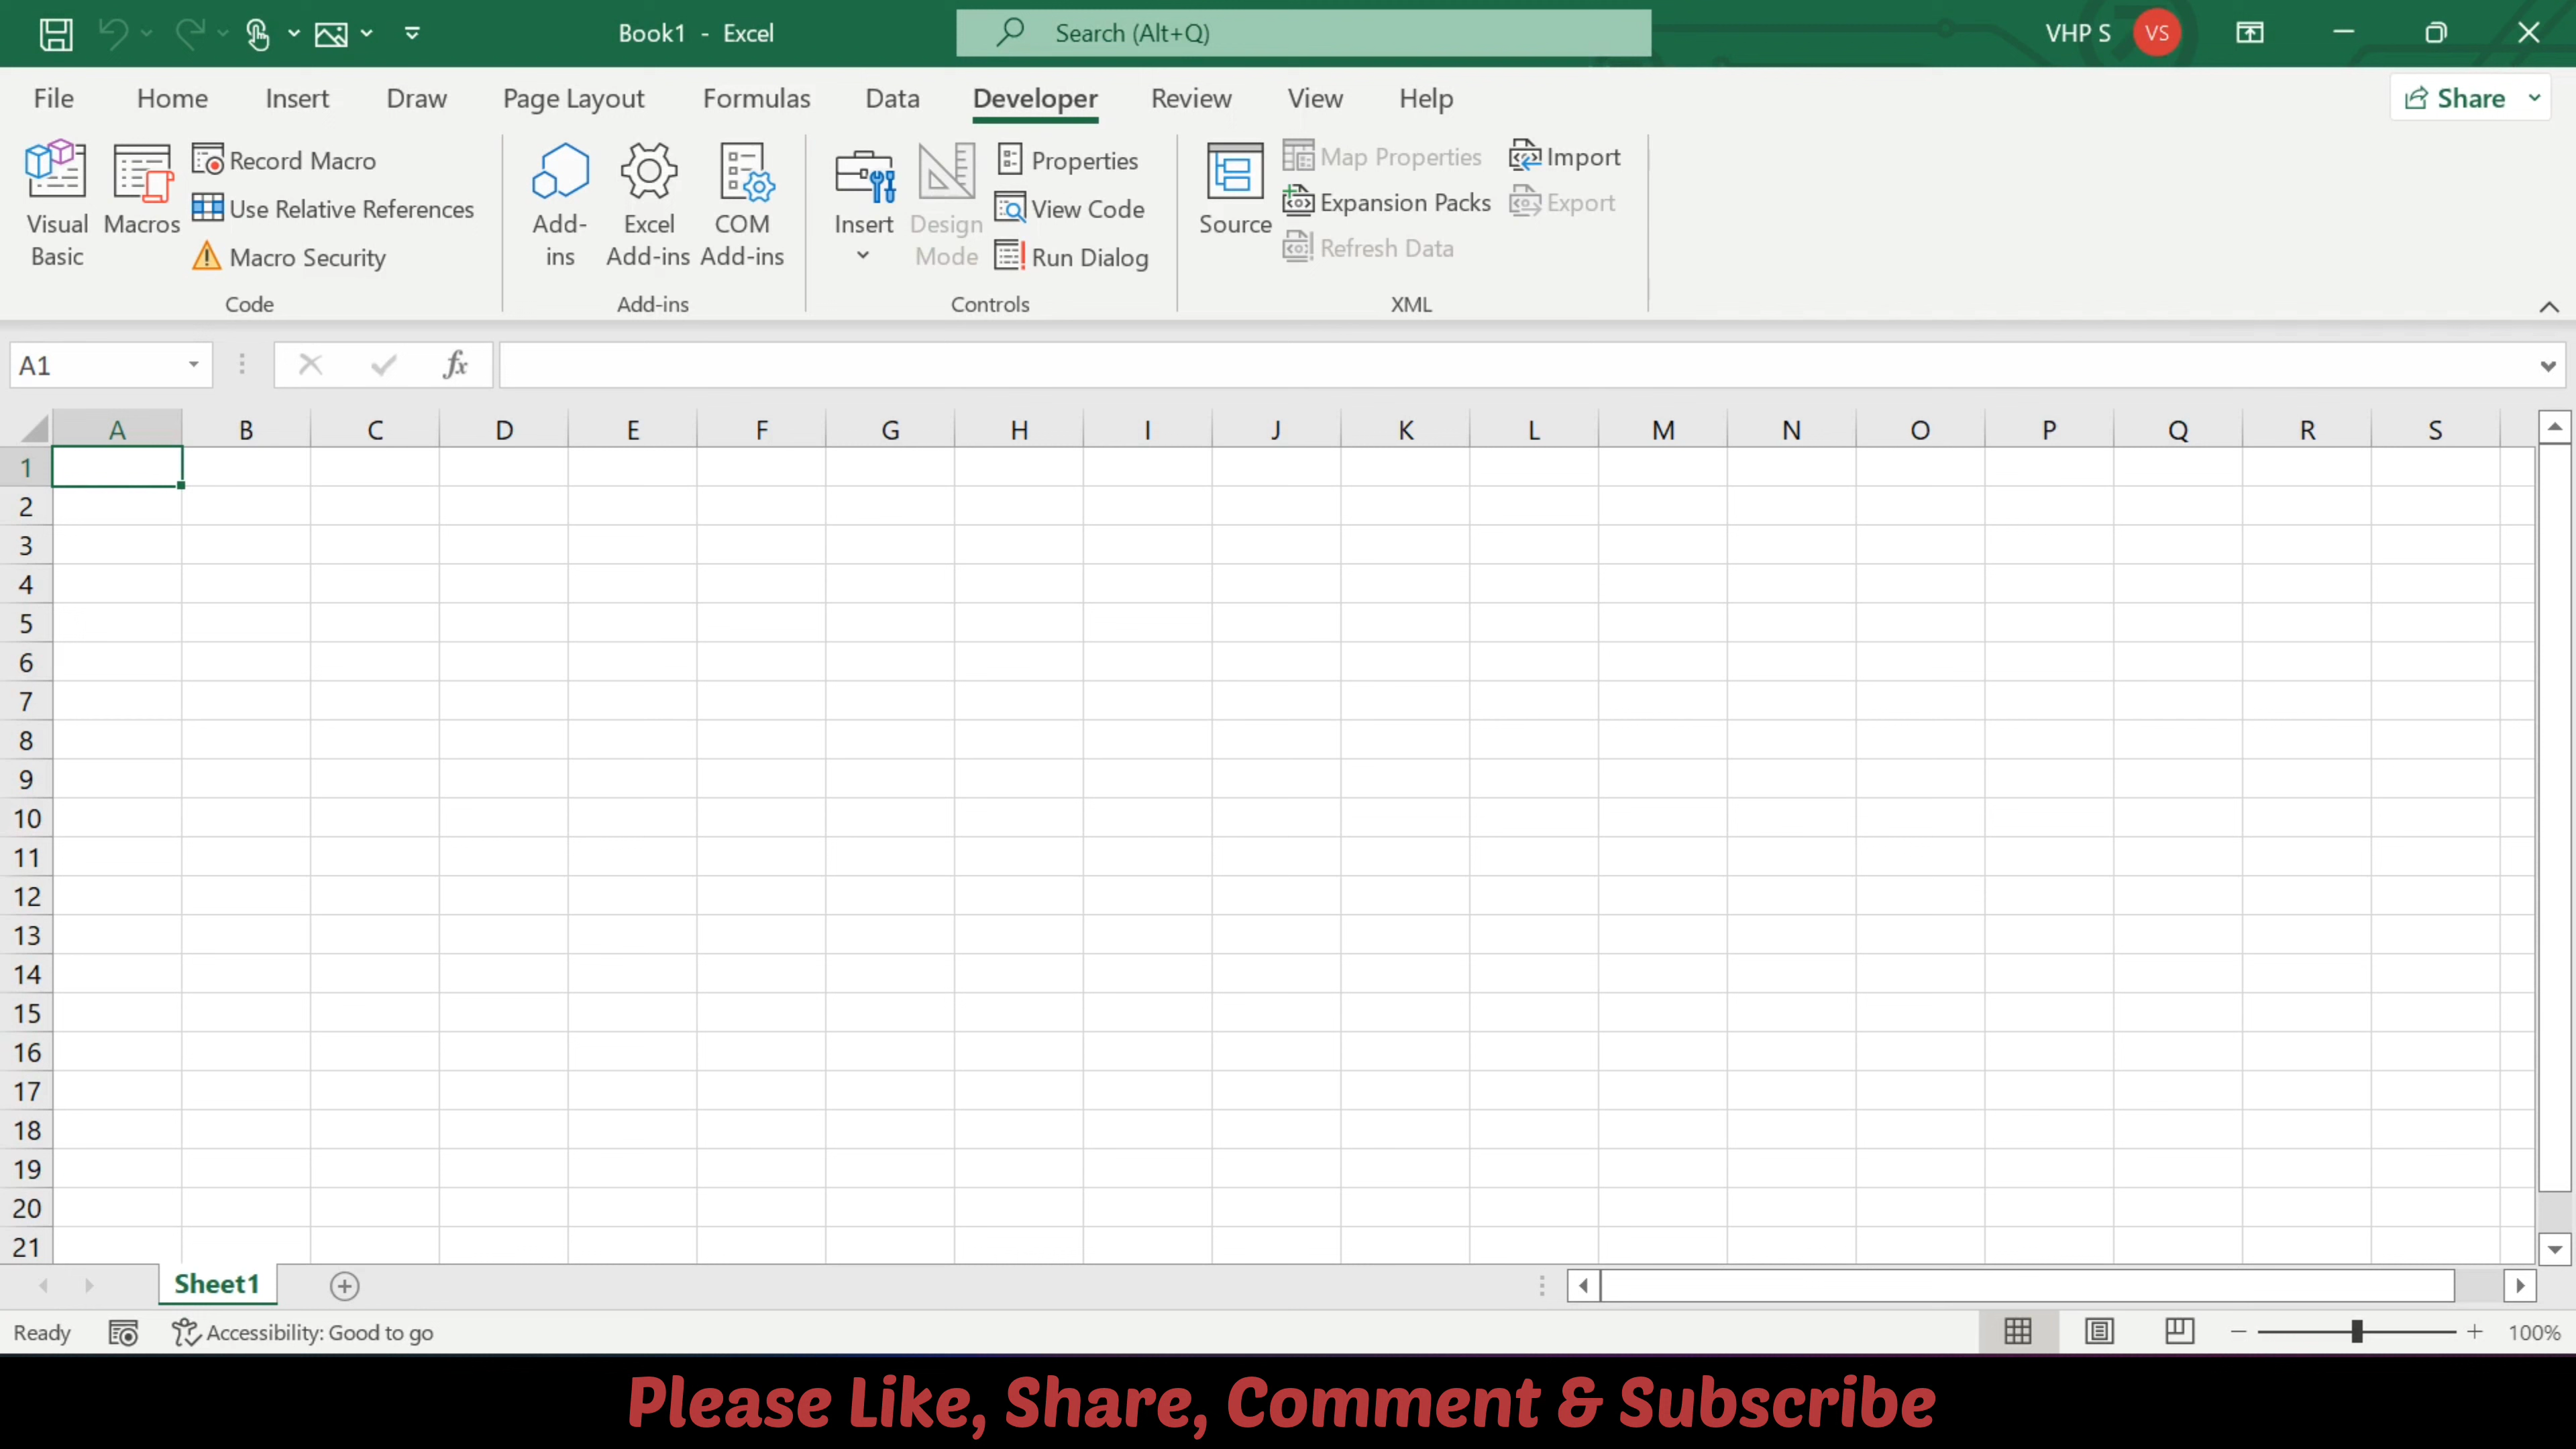 Book1 - Excel
Search (Alt+Q)
VHP S
VS
File Home Insert Draw Page Layout Formulas Data Developer Review View Help
Share
Visual Basic
Macros
Record Macro
Use Relative References
Macro Security
Code
Add-ins
Excel Add-ins
COM Add-ins
Add-ins
Insert
Design Mode
Properties
View Code
Run Dialog
Controls
Source
Map Properties
Expansion Packs
Refresh Data
Import
Export
XML
A1
fx
A B C D E F G H I J K L M N O P Q R S
1
2
3
4
5
6
7
8
9
10
11
12
13
14
15
16
17
18
19
20
21
Sheet1
Ready
Accessibility: Good to go
100%
Please Like, Share, Comment & Subscribe